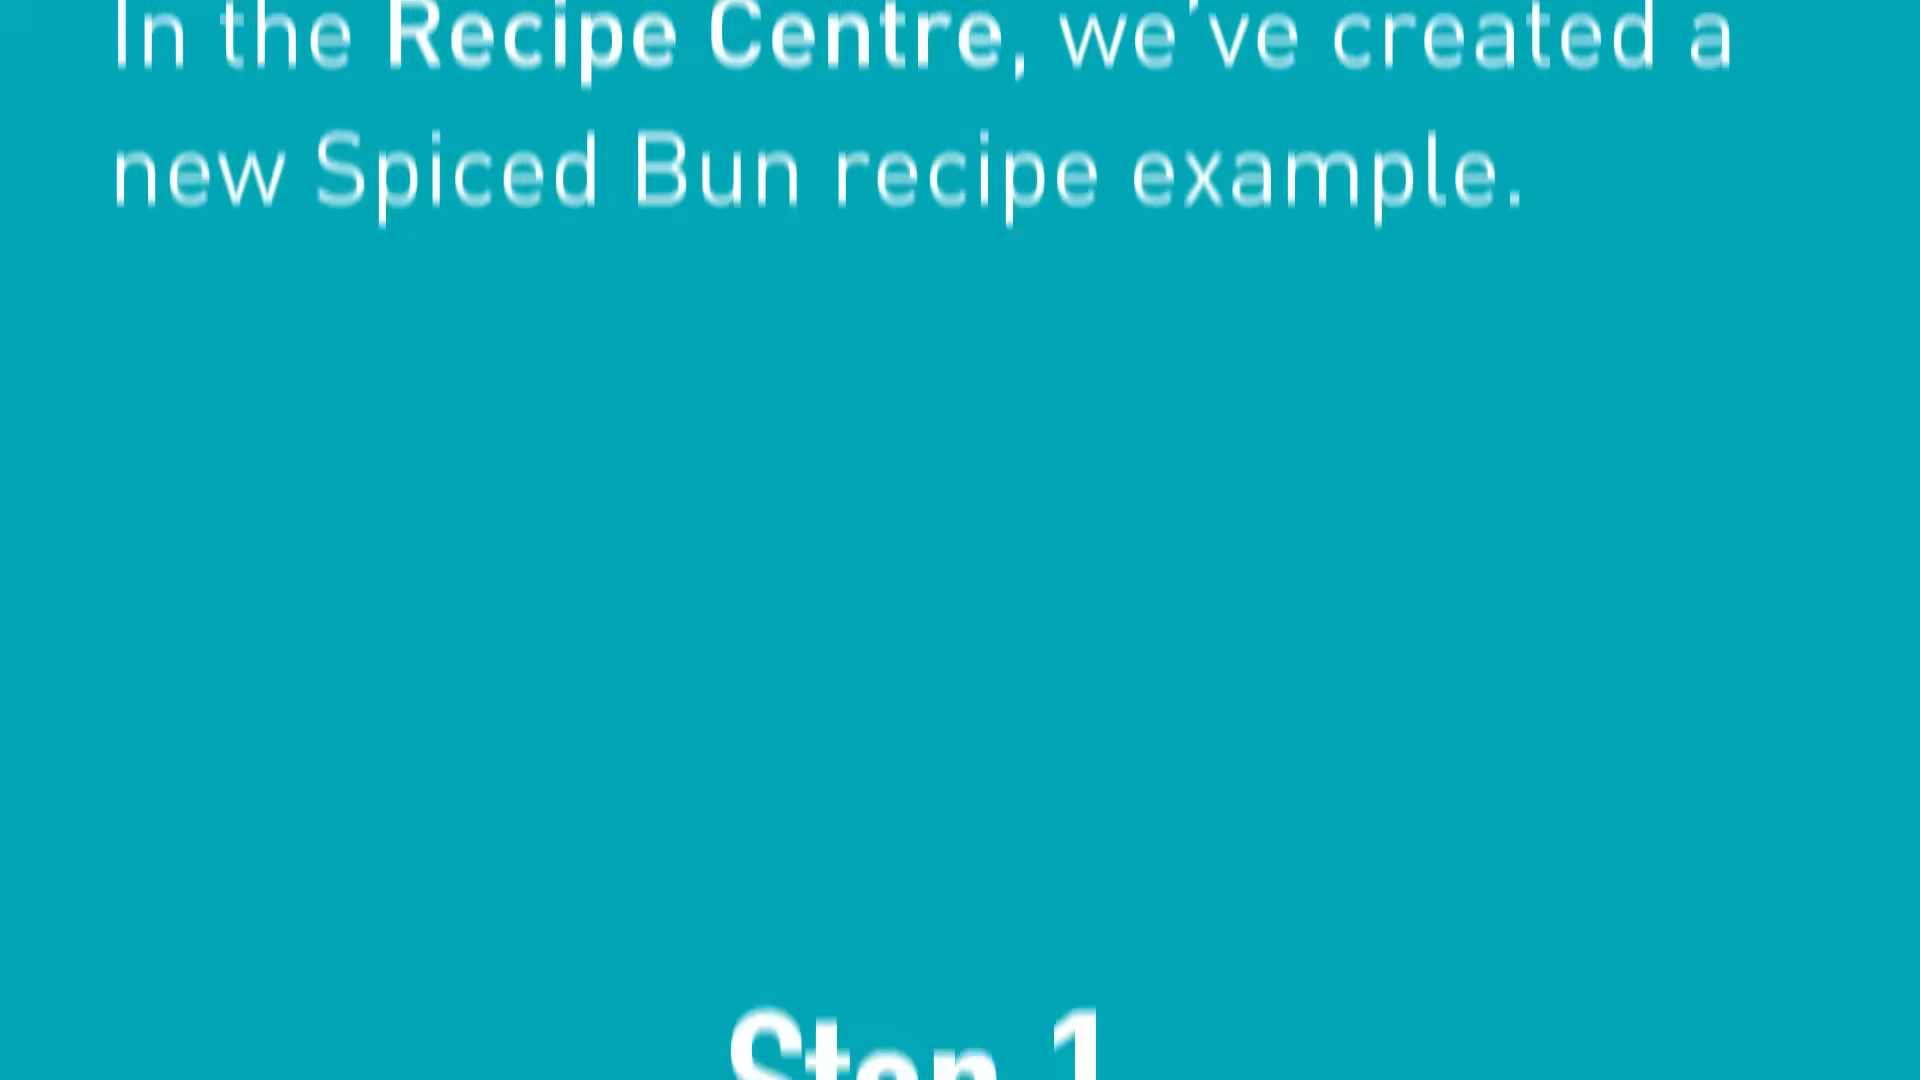 In the Recipe Centre, we've created a
new Spiced Bun recipe example.
Step 1